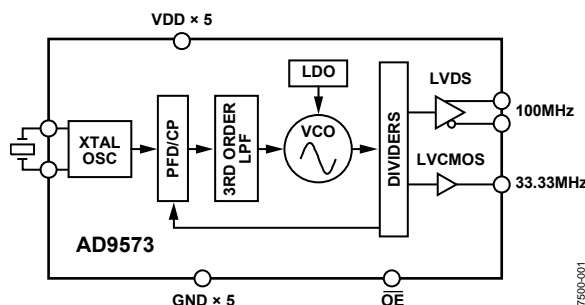 VDD × 5
LDO
LVDS
XTAL
OSC
PFD/CP
3RD ORDER
LPF
VCO
DIVIDERS
100MHz
LVCMOS
33.33MHz
AD9573
GND × 5
OE
07500-001